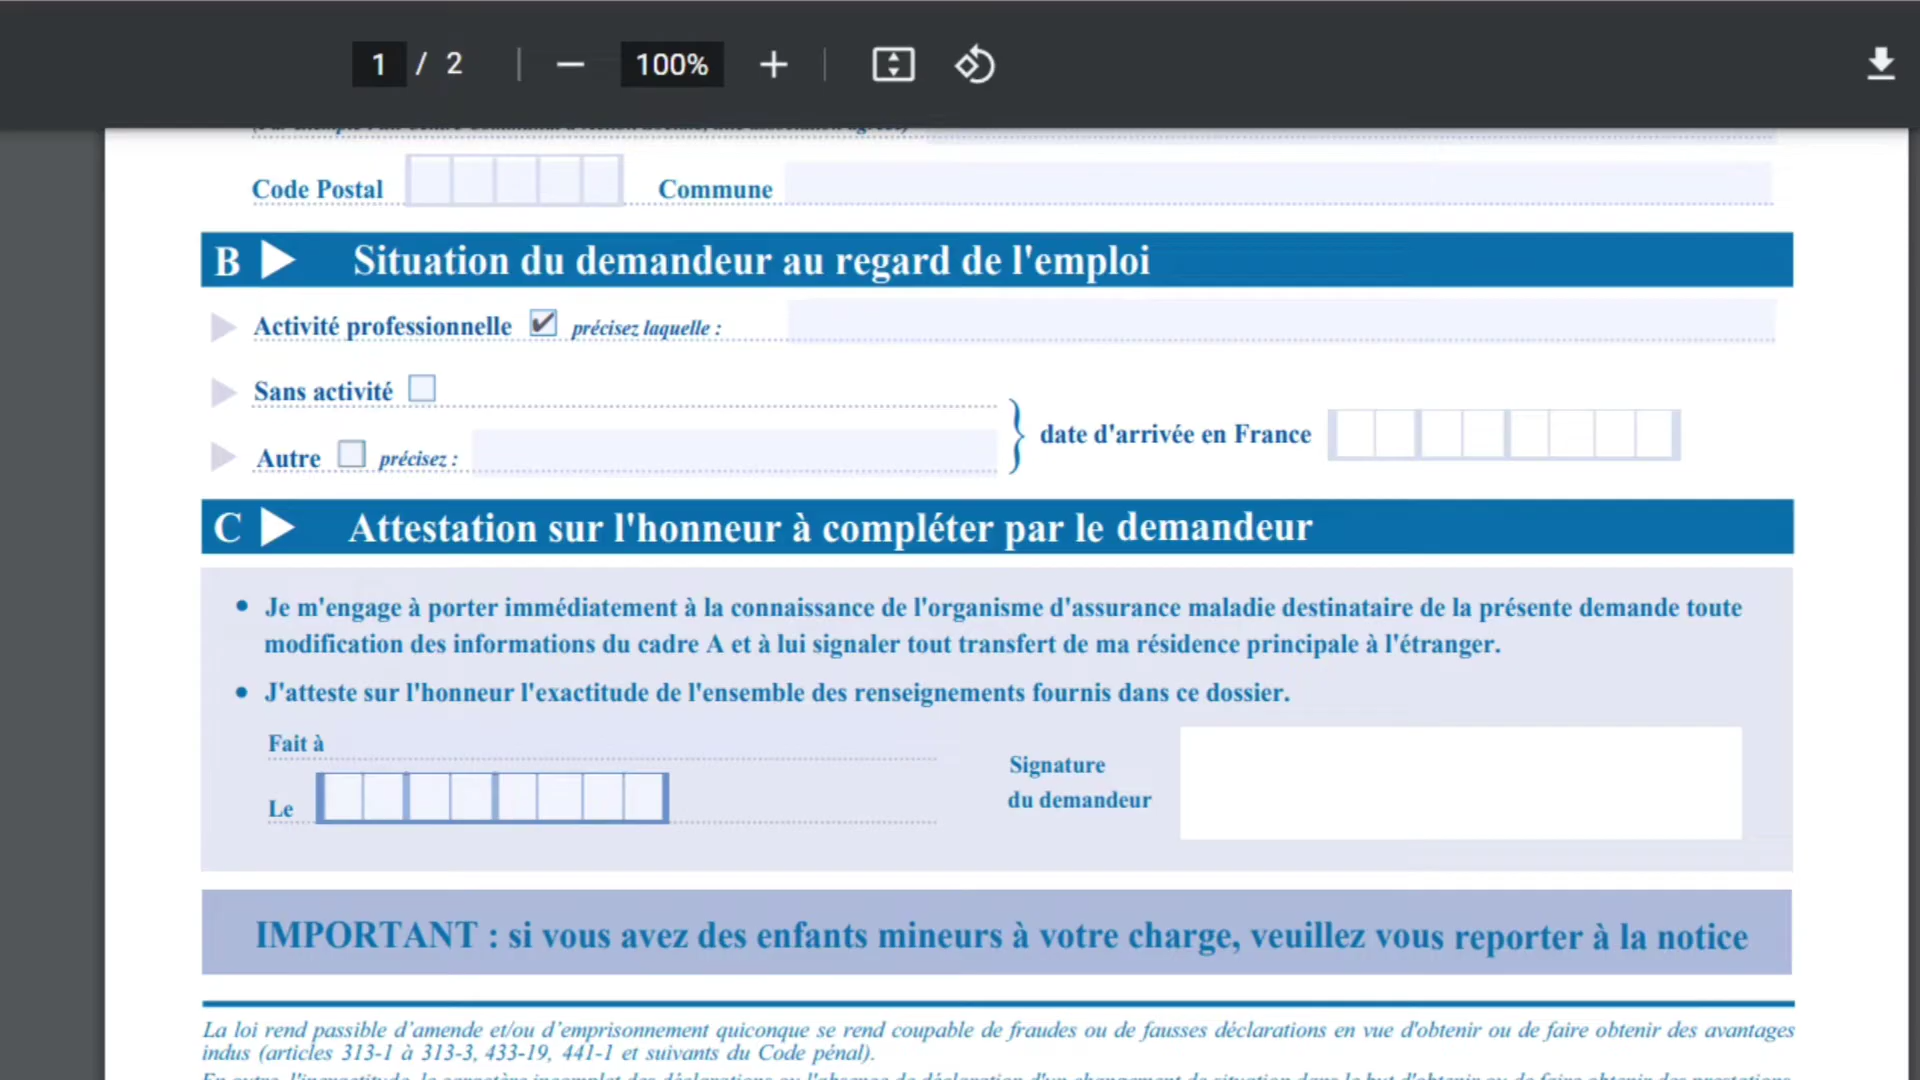 1 / 2 100%
Code Postal Commune
B Situation du demandeur au regard de l'emploi
Activité professionnelle précisez laquelle :
Sans activité
date d'arrivée en France
Autre précisez :
C Attestation sur l'honneur à compléter par le demandeur
• Je m'engage à porter immédiatement à la connaissance de l'organisme d'assurance maladie destinataire de la présente demande toute
modification des informations du cadre A et à lui signaler tout transfert de ma résidence principale à l'étranger.
• J'atteste sur l'honneur l'exactitude de l'ensemble des renseignements fournis dans ce dossier.
Fait à
Signature
du demandeur
Le
IMPORTANT : si vous avez des enfants mineurs à votre charge, veuillez vous reporter à la notice
La loi rend passible d’amende et/ou d’emprisonnement quiconque se rend coupable de fraudes ou de fausses déclarations en vue d'obtenir ou de faire obtenir des avantages
indus (articles 313-1 à 313-3, 433-19, 441-1 et suivants du Code pénal).